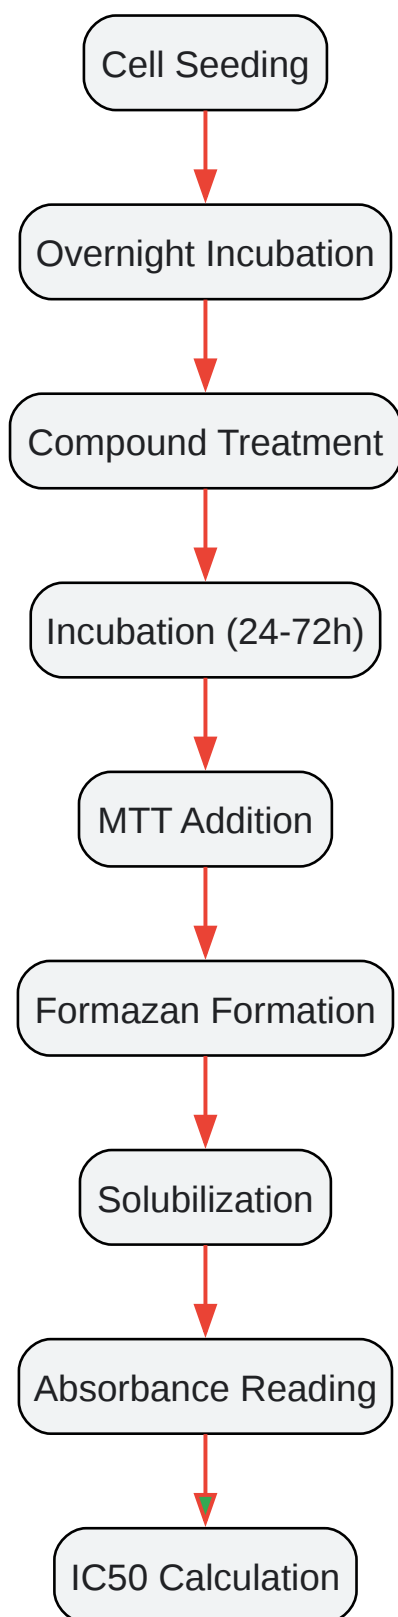 Cell Seeding
Overnight Incubation
Compound Treatment
Incubation (24-72h)
MTT Addition
Formazan Formation
Solubilization
Absorbance Reading
IC50 Calculation